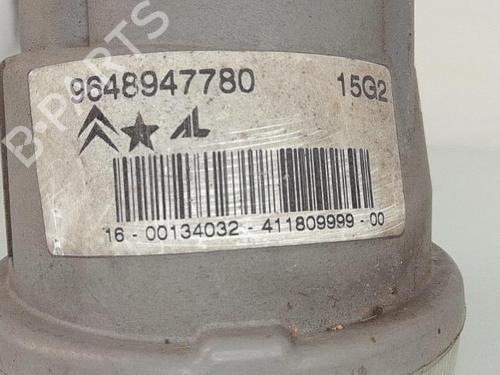 B-PARTS
9648947780 15G2
AL
16 - 00134032 - 411809999 - 00